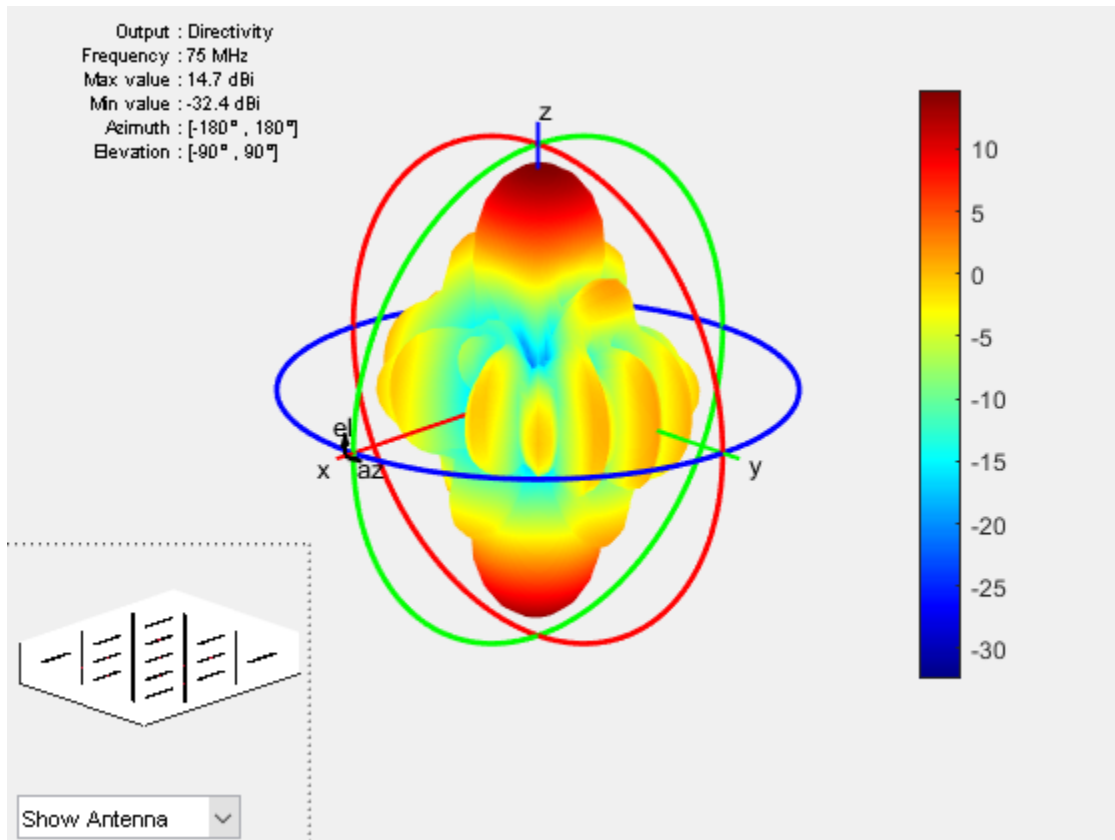 Output : Directivity
Frequency : 75 MHz
Max value : 14.7 dBi
Min value : -32.4 dBi
Azimuth : [-180° , 180°]
Elevation : [-90° , 90°]
z
10
5
0
-5
-10
-15
-20
-25
-30
el
x
az
y
Show Antenna